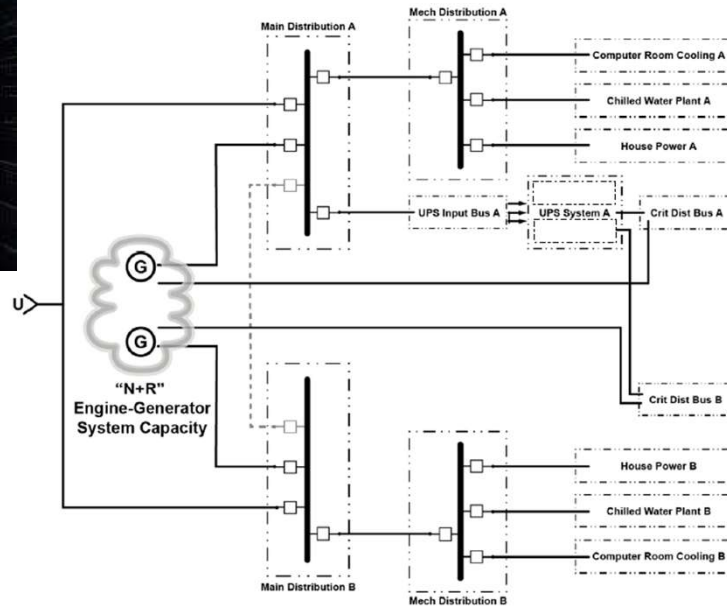 Main Distribution A
Mech Distribution A
Computer Room Cooling A
Chilled Water Plant A
House Power A
UPS Input Bus A
UPS System A
Crit Dist Bus A
U
G
G
"N+R"
Engine-Generator
System Capacity
Crit Dist Bus B
House Power B
Chilled Water Plant B
Computer Room Cooling B
Main Distribution B
Mech Distribution B